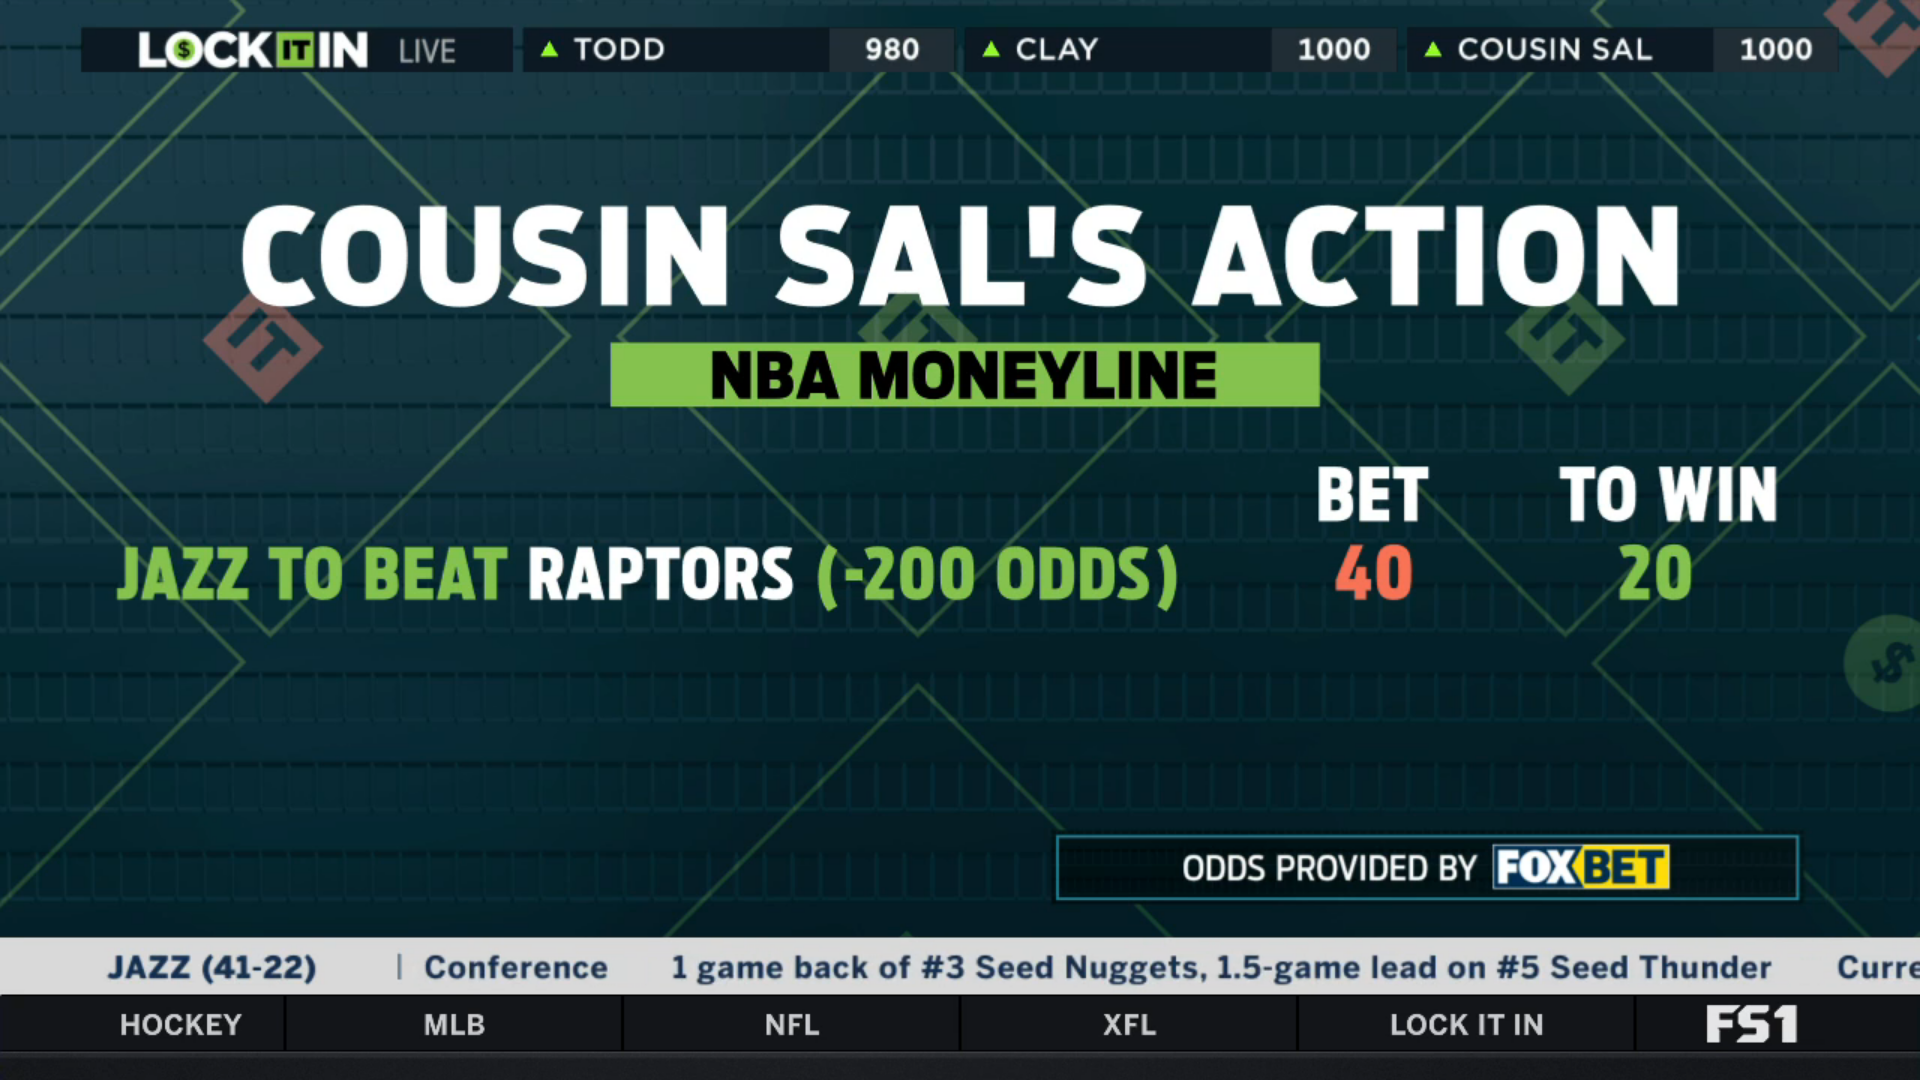 LOCK IT IN LIVE TODD 980 CLAY 1000 COUSIN SAL 1000
COUSIN SAL'S ACTION
NBA MONEYLINE
BET TO WIN
JAZZ TO BEAT RAPTORS (-200 ODDS) 40 20
ODDS PROVIDED BY FOX BET
JAZZ (41-22) | Conference 1 game back of #3 Seed Nuggets, 1.5-game lead on #5 Seed Thunder Curre
HOCKEY MLB NFL XFL LOCK IT IN FS1